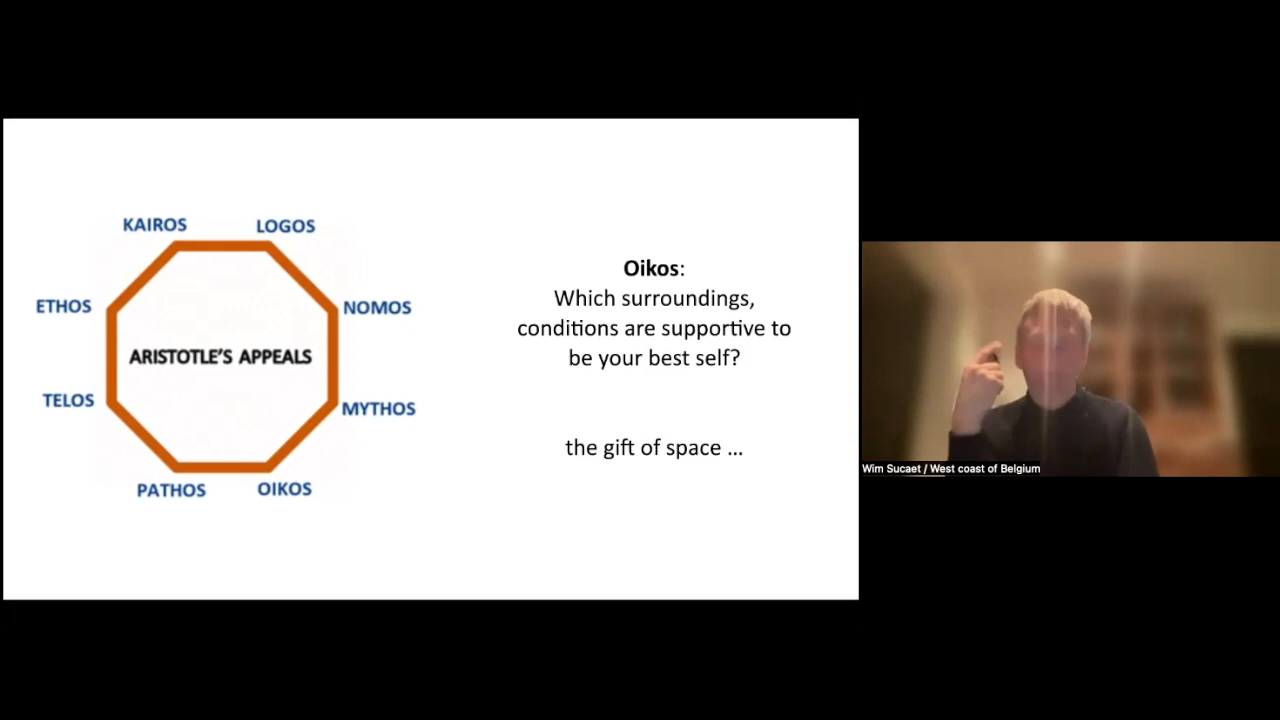 KAIROS
LOGOS
ETHOS
NOMOS
ARISTOTLE'S APPEALS
TELOS
MYTHOS
PATHOS
OIKOS
Oikos:
Which surroundings,
conditions are supportive to
be your best self?
the gift of space ...
Wim Sucaet / West coast of Belgium